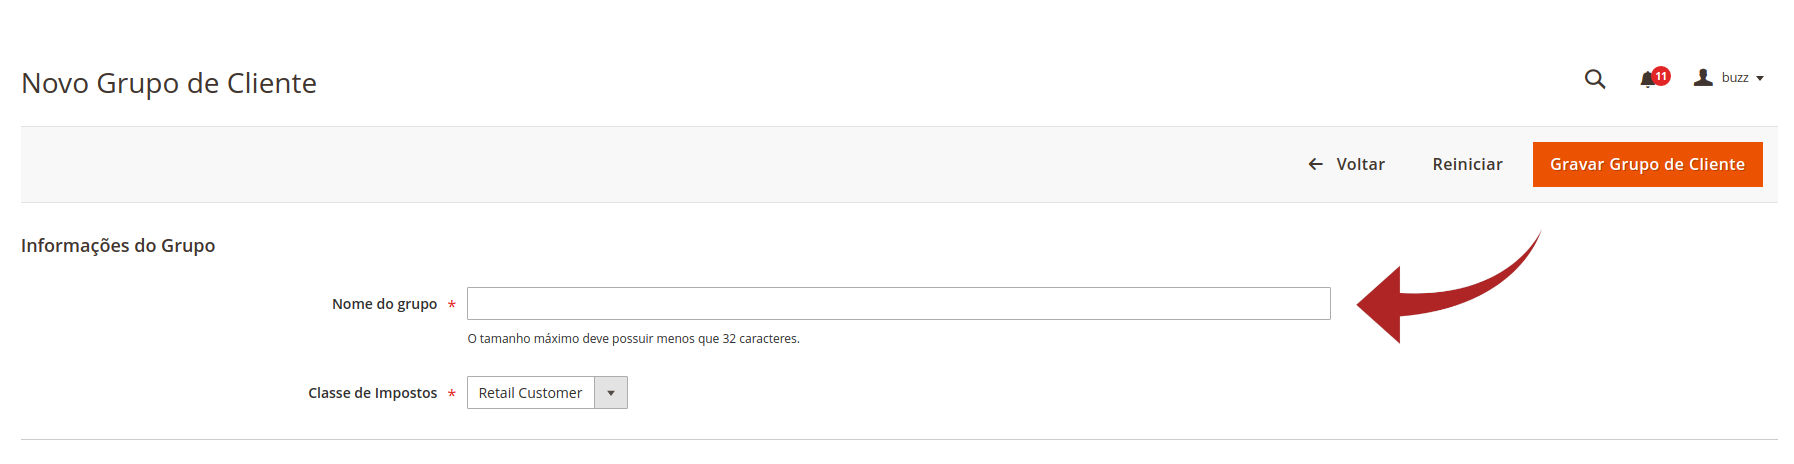 Novo Grupo de Cliente
11
buzz
Voltar
Reiniciar
Gravar Grupo de Cliente
Informações do Grupo
Nome do grupo *
O tamanho máximo deve possuir menos que 32 caracteres.
Classe de Impostos *
Retail Customer